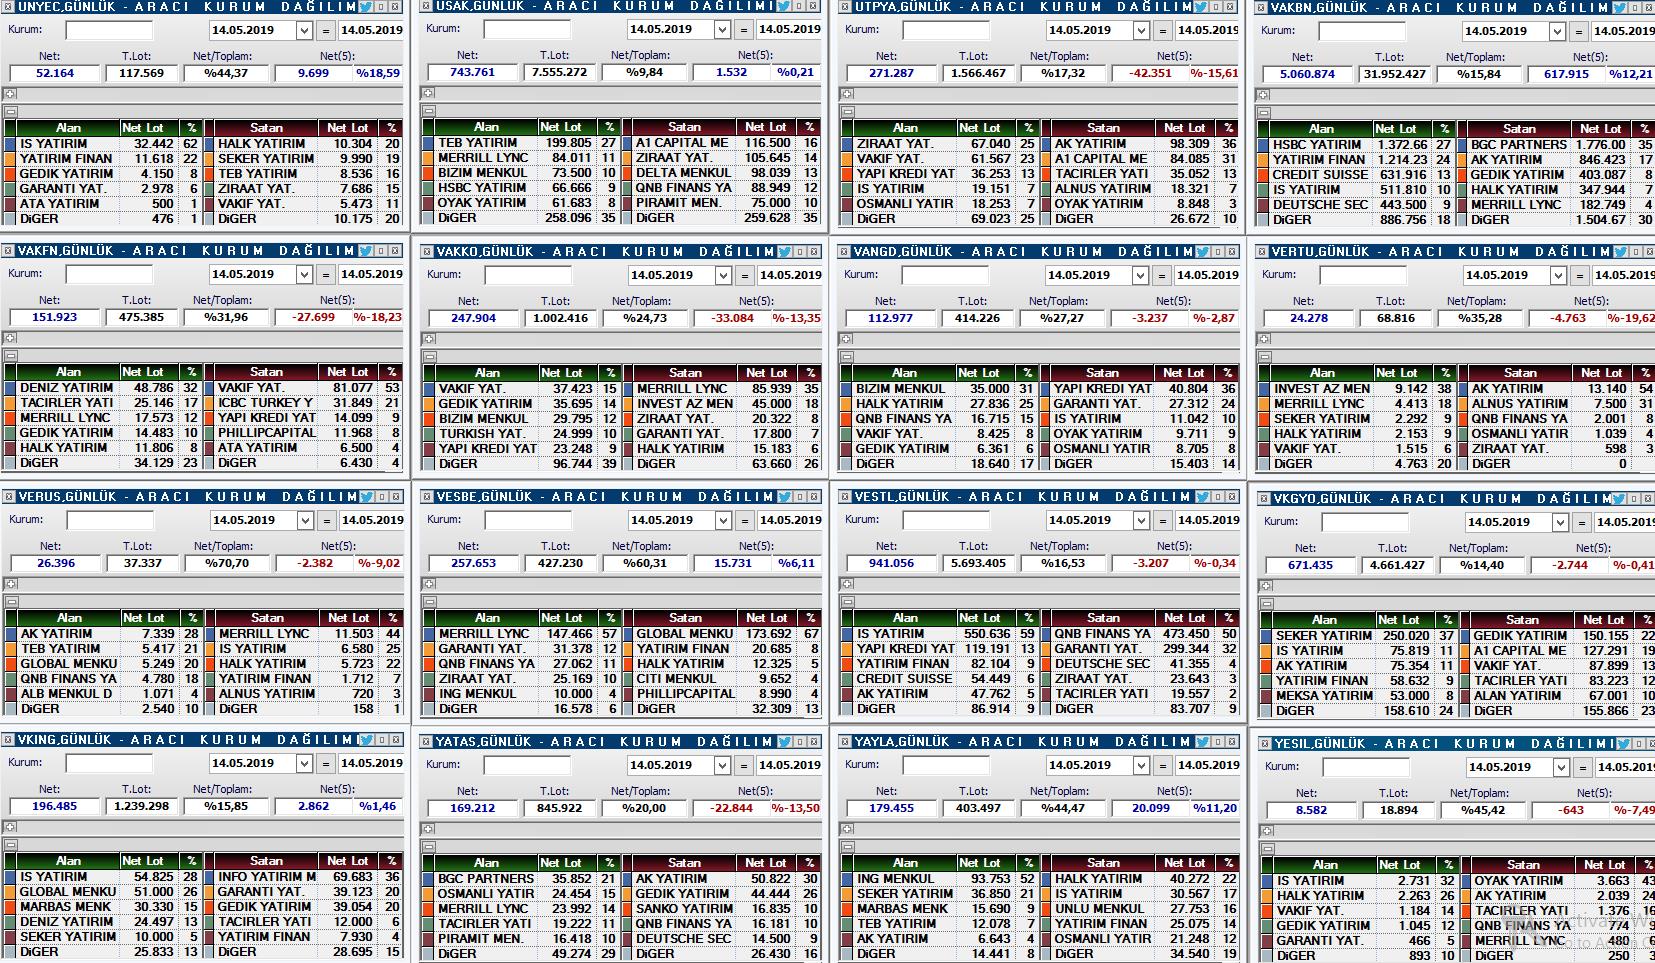 UNYEC,GÜNLÜK - ARACI KURUM DAĞILIMI
Kurum: 14.05.2019 = 14.05.2019
Net: T.Lot: Net/Toplam: Net(5):
52.164 117.569 %44,37 9.699 %18,59
Alan Net Lot % Satan Net Lot %
IS YATIRIM 32.442 62 HALK YATIRIM 10.304 20
YATIRIM FINAN 11.618 22 SEKER YATIRIM 9.990 19
GEDIK YATIRIM 4.150 8 TEB YATIRIM 8.536 16
GARANTI YAT. 2.978 6 ZIRAAT YAT. 7.686 15
ATA YATIRIM 500 1 VAKIF YAT. 5.473 11
DiGER 476 1 DiGER 10.175 20
USAK,GÜNLÜK - ARACI KURUM DAĞILIMI
Kurum: 14.05.2019 = 14.05.2019
Net: T.Lot: Net/Toplam: Net(5):
743.761 7.555.272 %9,84 1.532 %0,21
Alan Net Lot % Satan Net Lot %
TEB YATIRIM 199.805 27 A1 CAPITAL ME 116.500 16
MERRILL LYNC 84.011 11 ZIRAAT YAT. 105.645 14
BIZIM MENKUL 73.500 10 DELTA MENKUL 98.039 13
HSBC YATIRIM 66.666 9 QNB FINANS YA 88.949 12
OYAK YATIRIM 61.683 8 PIRAMIT MEN. 75.000 10
DiGER 258.096 35 DiGER 259.628 35
UTPYA,GÜNLÜK - ARACI KURUM DAĞILIMI
Kurum: 14.05.2019 = 14.05.2019
Net: T.Lot: Net/Toplam: Net(5):
271.287 1.566.467 %17,32 -42.351 %-15,61
Alan Net Lot % Satan Net Lot %
ZIRAAT YAT. 67.040 25 AK YATIRIM 98.309 36
VAKIF YAT. 61.567 23 A1 CAPITAL ME 84.085 31
YAPI KREDI YAT 36.253 13 TACIRLER YATI 35.052 13
IS YATIRIM 19.151 7 ALNUS YATIRIM 18.321 7
OSMANLI YATIR 18.253 7 OYAK YATIRIM 8.848 3
DiGER 69.023 25 DiGER 26.672 10
VAKBN,GÜNLÜK - ARACI KURUM DAĞILIMI
Kurum: 14.05.2019 = 14.05.2019
Net: T.Lot: Net/Toplam: Net(5):
5.060.874 31.952.427 %15,84 617.915 %12,21
Alan Net Lot % Satan Net Lot %
HSBC YATIRIM 1.372.66 27 BGC PARTNERS 1.776.00 35
YATIRIM FINAN 1.214.23 24 AK YATIRIM 846.423 17
CREDIT SUISSE 631.916 13 GEDIK YATIRIM 403.087 8
IS YATIRIM 511.810 10 HALK YATIRIM 347.944 7
DEUTSCHE SEC 443.500 9 MERRILL LYNC 182.749 4
DiGER 886.756 18 DiGER 1.504.67 30
VAKFN,GÜNLÜK - ARACI KURUM DAĞILIM
Kurum: 14.05.2019 = 14.05.2019
Net: T.Lot: Net/Toplam: Net(5):
151.923 475.385 %31,96 -27.699 %-18,23
Alan Net Lot % Satan Net Lot %
DENIZ YATIRIM 48.786 32 VAKIF YAT. 81.077 53
TACIRLER YATI 25.146 17 ICBC TURKEY Y 31.849 21
MERRILL LYNC 17.573 12 YAPI KREDI YAT 14.099 9
GEDIK YATIRIM 14.483 10 PHILLIPCAPITAL 11.968 8
HALK YATIRIM 11.806 8 ATA YATIRIM 6.500 4
DiGER 34.129 23 DiGER 6.430 4
VAKKO,GÜNLÜK - ARACI KURUM DAĞILIM
Kurum: 14.05.2019 = 14.05.2019
Net: T.Lot: Net/Toplam: Net(5):
247.904 1.002.416 %24,73 -33.084 %-13,35
Alan Net Lot % Satan Net Lot %
VAKIF YAT. 37.423 15 MERRILL LYNC 85.939 35
GEDIK YATIRIM 35.695 14 INVEST AZ MEN 45.000 18
BIZIM MENKUL 29.795 12 ZIRAAT YAT. 20.322 8
TURKISH YAT. 24.999 10 GARANTI YAT. 17.800 7
YAPI KREDI YAT 23.248 9 HALK YATIRIM 15.183 6
DiGER 96.744 39 DiGER 63.660 26
VANGD,GÜNLÜK - ARACI KURUM DAĞILIM
Kurum: 14.05.2019 = 14.05.2019
Net: T.Lot: Net/Toplam: Net(5):
112.977 414.226 %27,27 -3.237 %-2,87
Alan Net Lot % Satan Net Lot %
BIZIM MENKUL 35.000 31 YAPI KREDI YAT 40.804 36
HALK YATIRIM 27.836 25 GARANTI YAT. 27.312 24
QNB FINANS YA 16.715 15 IS YATIRIM 11.042 10
VAKIF YAT. 8.425 8 OYAK YATIRIM 9.711 9
GEDIK YATIRIM 6.361 6 OSMANLI YATIR 8.705 8
DiGER 18.640 17 DiGER 15.403 14
VERTU,GÜNLÜK - ARACI KURUM DAĞILIM
Kurum: 14.05.2019 = 14.05.2019
Net: T.Lot: Net/Toplam: Net(5):
24.278 68.816 %35,28 -4.763 %-19,62
Alan Net Lot % Satan Net Lot %
INVEST AZ MEN 9.142 38 AK YATIRIM 13.140 54
MERRILL LYNC 4.413 18 ALNUS YATIRIM 7.500 31
SEKER YATIRIM 2.292 9 QNB FINANS YA 2.001 8
HALK YATIRIM 2.153 9 OSMANLI YATIR 1.039 4
VAKIF YAT. 1.515 6 ZIRAAT YAT. 598 3
DiGER 4.763 20 DiGER 0
VERUS,GÜNLÜK - ARACI KURUM DAĞILIM
Kurum: 14.05.2019 = 14.05.2019
Net: T.Lot: Net/Toplam: Net(5):
26.396 37.337 %70,70 -2.382 %-9,02
Alan Net Lot % Satan Net Lot %
AK YATIRIM 7.339 28 MERRILL LYNC 11.503 44
TEB YATIRIM 5.417 21 IS YATIRIM 6.580 25
GLOBAL MENKU 5.249 20 HALK YATIRIM 5.723 22
QNB FINANS YA 4.780 18 YATIRIM FINAN 1.712 7
ALB MENKUL D 1.071 4 ALNUS YATIRIM 720 3
DiGER 2.540 10 DiGER 158 1
VESBE,GÜNLÜK - ARACI KURUM DAĞILIM
Kurum: 14.05.2019 = 14.05.2019
Net: T.Lot: Net/Toplam: Net(5):
257.653 427.230 %60,31 15.731 %6,11
Alan Net Lot % Satan Net Lot %
MERRILL LYNC 147.466 57 GLOBAL MENKU 173.692 67
GARANTI YAT. 31.378 12 YATIRIM FINAN 20.685 8
QNB FINANS YA 27.062 11 HALK YATIRIM 12.325 5
ZIRAAT YAT. 25.169 10 CITI MENKUL 9.652 4
ING MENKUL 10.000 4 PHILLIPCAPITAL 8.990 4
DiGER 16.578 6 DiGER 32.309 13
VESTL,GÜNLÜK - ARACI KURUM DAĞILIM
Kurum: 14.05.2019 = 14.05.2019
Net: T.Lot: Net/Toplam: Net(5):
941.056 5.693.405 %16,53 -3.207 %-0,34
Alan Net Lot % Satan Net Lot %
IS YATIRIM 550.636 59 QNB FINANS YA 473.450 50
YAPI KREDI YAT 119.191 13 GARANTI YAT. 299.344 32
YATIRIM FINAN 82.104 9 DEUTSCHE SEC 41.355 4
CREDIT SUISSE 54.449 6 ZIRAAT YAT. 23.643 3
AK YATIRIM 47.762 5 TACIRLER YATI 19.557 2
DiGER 86.914 9 DiGER 83.707 9
VKGYO,GÜNLÜK - ARACI KURUM DAĞILIM
Kurum: 14.05.2019 = 14.05.2019
Net: T.Lot: Net/Toplam: Net(5):
671.435 4.661.427 %14,40 -2.744 %-0,41
Alan Net Lot % Satan Net Lot %
SEKER YATIRIM 250.020 37 GEDIK YATIRIM 150.155 22
IS YATIRIM 75.819 11 A1 CAPITAL ME 127.291 19
AK YATIRIM 75.354 11 VAKIF YAT. 87.899 13
YATIRIM FINAN 58.632 9 TACIRLER YATI 83.223 12
MEKSA YATIRIM 53.000 8 ALAN YATIRIM 67.001 10
DiGER 158.610 24 DiGER 155.866 23
VKING,GÜNLÜK - ARACI KURUM DAĞILIMI
Kurum: 14.05.2019 = 14.05.2019
Net: T.Lot: Net/Toplam: Net(5):
196.485 1.239.298 %15,85 2.862 %1,46
Alan Net Lot % Satan Net Lot %
IS YATIRIM 54.825 28 INFO YATIRIM M 69.683 36
GLOBAL MENKU 51.000 26 GARANTI YAT. 39.123 20
MARBAS MENK 30.330 15 GEDIK YATIRIM 39.054 20
DENIZ YATIRIM 24.497 13 TACIRLER YATI 12.000 6
SEKER YATIRIM 10.000 5 YATIRIM FINAN 7.930 4
DiGER 25.833 13 DiGER 28.695 15
YATAS,GÜNLÜK - ARACI KURUM DAĞILIM
Kurum: 14.05.2019 = 14.05.2019
Net: T.Lot: Net/Toplam: Net(5):
169.212 845.922 %20,00 -22.844 %-13,50
Alan Net Lot % Satan Net Lot %
BGC PARTNERS 35.852 21 AK YATIRIM 50.822 30
OSMANLI YATIR 24.454 15 GEDIK YATIRIM 44.444 26
MERRILL LYNC 23.992 14 SANKO YATIRIM 16.835 10
TACIRLER YATI 19.222 11 QNB FINANS YA 16.181 10
PIRAMIT MEN. 16.418 10 DEUTSCHE SEC 14.500 9
DiGER 49.274 29 DiGER 26.430 16
YAYLA,GÜNLÜK - ARACI KURUM DAĞILIM
Kurum: 14.05.2019 = 14.05.2019
Net: T.Lot: Net/Toplam: Net(5):
179.455 403.497 %44,47 20.099 %11,20
Alan Net Lot % Satan Net Lot %
ING MENKUL 93.753 52 HALK YATIRIM 40.272 22
SEKER YATIRIM 36.850 21 IS YATIRIM 30.567 17
MARBAS MENK 15.690 9 UNLU MENKUL 27.753 16
TEB YATIRIM 12.078 7 YATIRIM FINAN 25.075 14
AK YATIRIM 6.643 4 OSMANLI YATIR 21.248 12
DiGER 14.441 8 DiGER 34.540 19
YESIL,GÜNLÜK - ARACI KURUM DAĞILIMI
Kurum: 14.05.2019 = 14.05.2019
Net: T.Lot: Net/Toplam: Net(5):
8.582 18.894 %45,42 -643 %-7,49
Alan Net Lot % Satan Net Lot %
IS YATIRIM 2.731 32 OYAK YATIRIM 3.663 43
HALK YATIRIM 2.263 26 AK YATIRIM 2.039 24
VAKIF YAT. 1.184 14 TACIRLER YATI 1.376 16
GEDIK YATIRIM 1.045 12 QNB FINANS YA 774 9
GARANTI YAT. 466 5 MERRILL LYNC 480 6
DiGER 893 10 DiGER 250 3